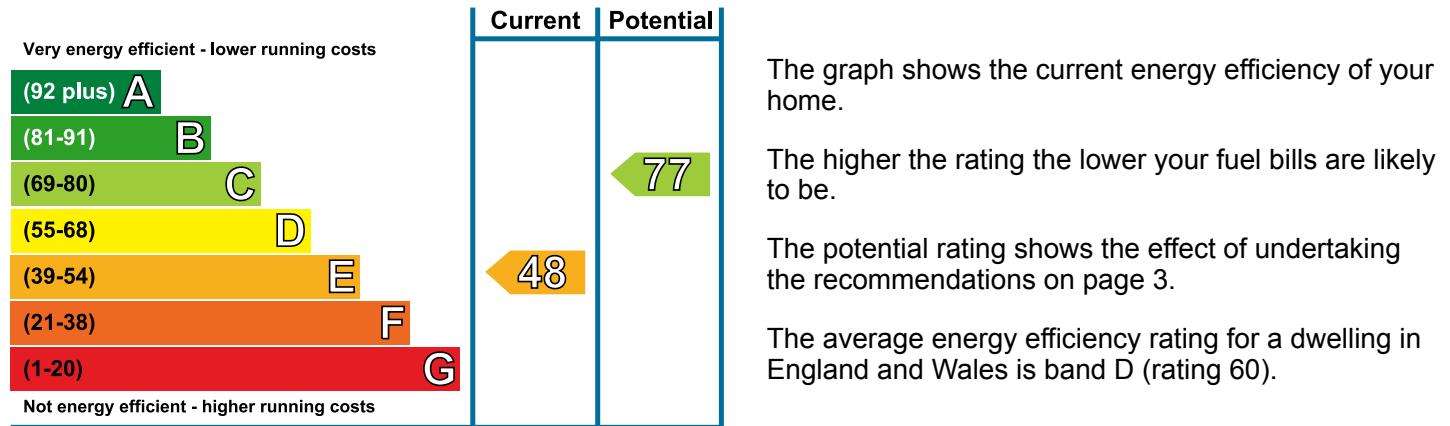 Current Potential
Very energy efficient - lower running costs
(92 plus) A
(81-91) B
(69-80) C
77
(55-68) D
(39-54) E
48
(21-38) F
(1-20) G
Not energy efficient - higher running costs
The graph shows the current energy efficiency of your
home.
The higher the rating the lower your fuel bills are likely
to be.
The potential rating shows the effect of undertaking
the recommendations on page 3.
The average energy efficiency rating for a dwelling in
England and Wales is band D (rating 60).